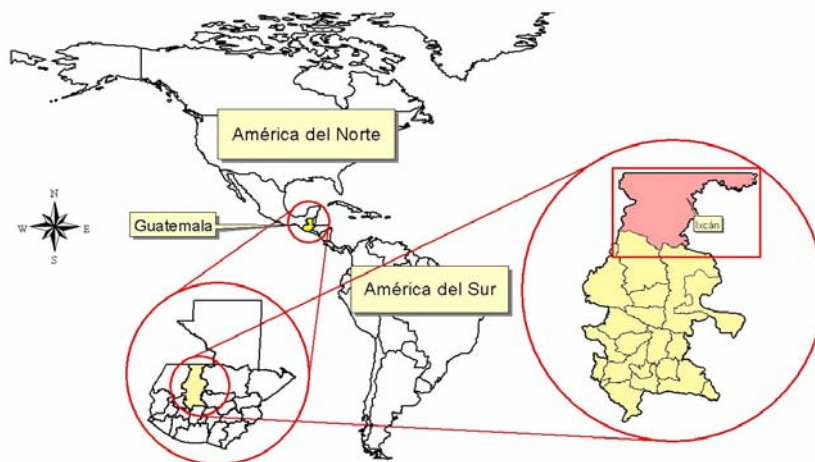 América del Norte
N
W E
S
Guatemala
Ixcán
América del Sur